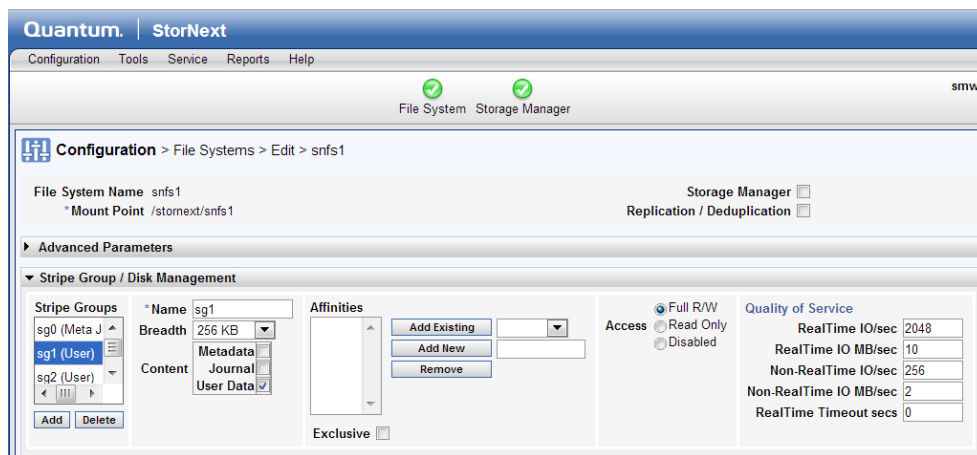 Quantum. StorNext
Configuration Tools Service Reports Help
smw
File System Storage Manager
Configuration > File Systems > Edit > snfs1
File System Name snfs1
*Mount Point /stornext/snfs1
Storage Manager
Replication / Deduplication
Advanced Parameters
Stripe Group / Disk Management
Stripe Groups
sg0 (Meta J
sg1 (User)
sg2 (User)
Add Delete
*Name sg1
Breadth 256 KB
Content
Metadata
Journal
User Data
Affinities
Add Existing
Add New
Remove
Exclusive
Access
Full R/W
Read Only
Disabled
Quality of Service
RealTime IO/sec 2048
RealTime IO MB/sec 10
Non-RealTime IO/sec 256
Non-RealTime IO MB/sec 2
RealTime Timeout secs 0